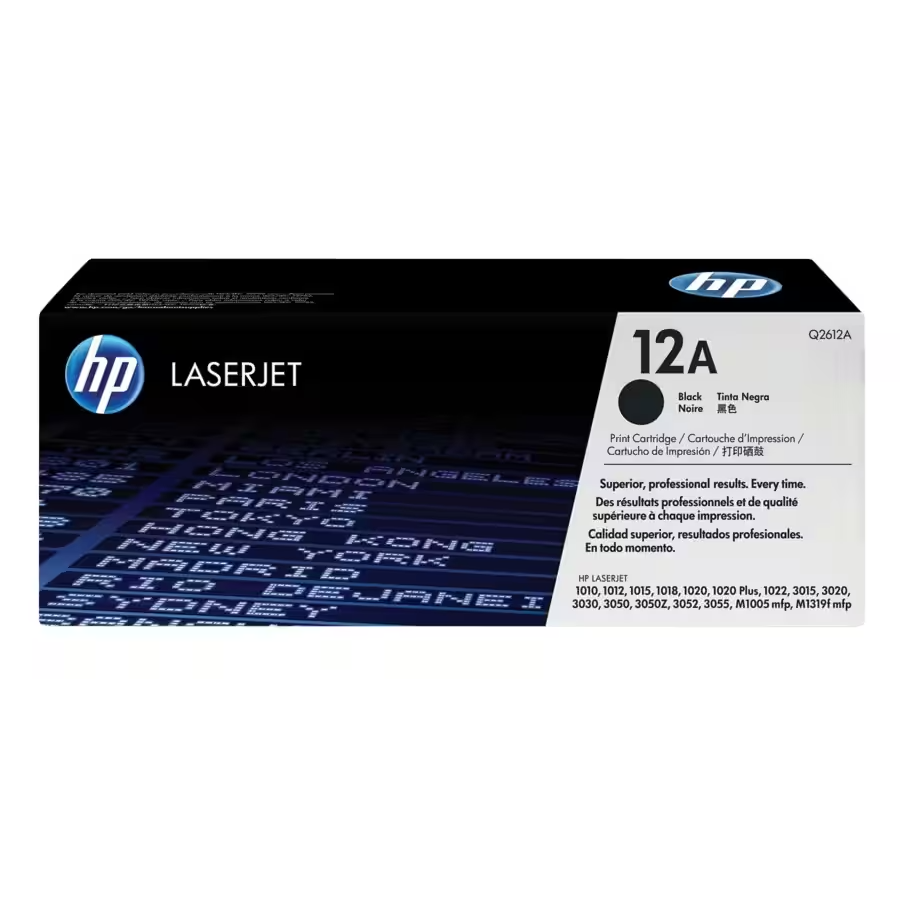 hp
hp
LASERJET
12A
Q2612A
Black Tinta Negra
Noire 黑色
Print Cartridge / Cartouche d'Impression /
Cartucho de Impresión / 打印硒鼓
Superior, professional results. Every time.
Des résultats professionnels et de qualité
supérieure à chaque impression.
Calidad superior, resultados profesionales.
En todo momento.
HP LASERJET
1010, 1012, 1015, 1018, 1020, 1020 Plus, 1022, 3015, 3020,
3030, 3050, 3050Z, 3052, 3055, M1005 mfp, M1319f mfp
LOS ANGELES
LONDON
MIAMI
PARIS
TOKYO
HONG KONG
NEW YORK
MADRID
RIO DEJANEI
SYDNEY